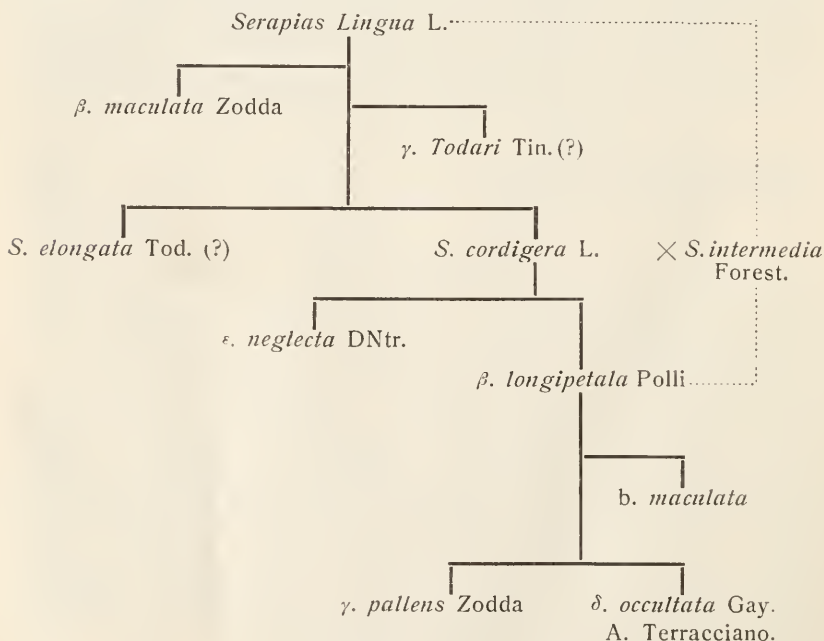 Serapias Lingua L.
β. maculata Zodda
γ. Todari Tin. (?)
S. elongata Tod. (?)
S. cordigera L.
× S. intermedia
Forest.
ε. neglecta DNtr.
β. longipetala Polli
b. maculata
γ. pallens Zodda
δ. occultata Gay.
A. Terracciano.